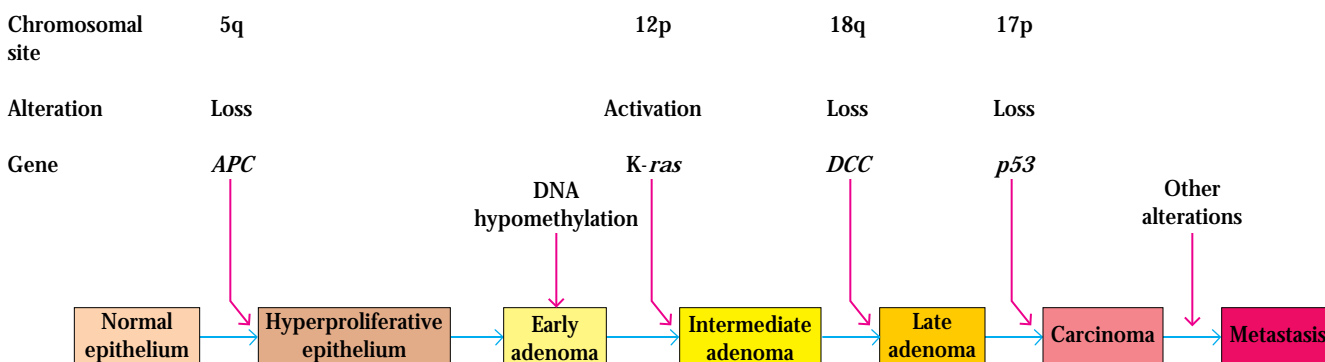 Chromosomal site 5q 12p 18q 17p
Alteration Loss Activation Loss Loss
Gene APC K-ras DCC p53
DNA
hypomethylation
Other
alterations
Normal
epithelium
Hyperproliferative
epithelium
Early
adenoma
Intermediate
adenoma
Late
adenoma
Carcinoma
Metastasis